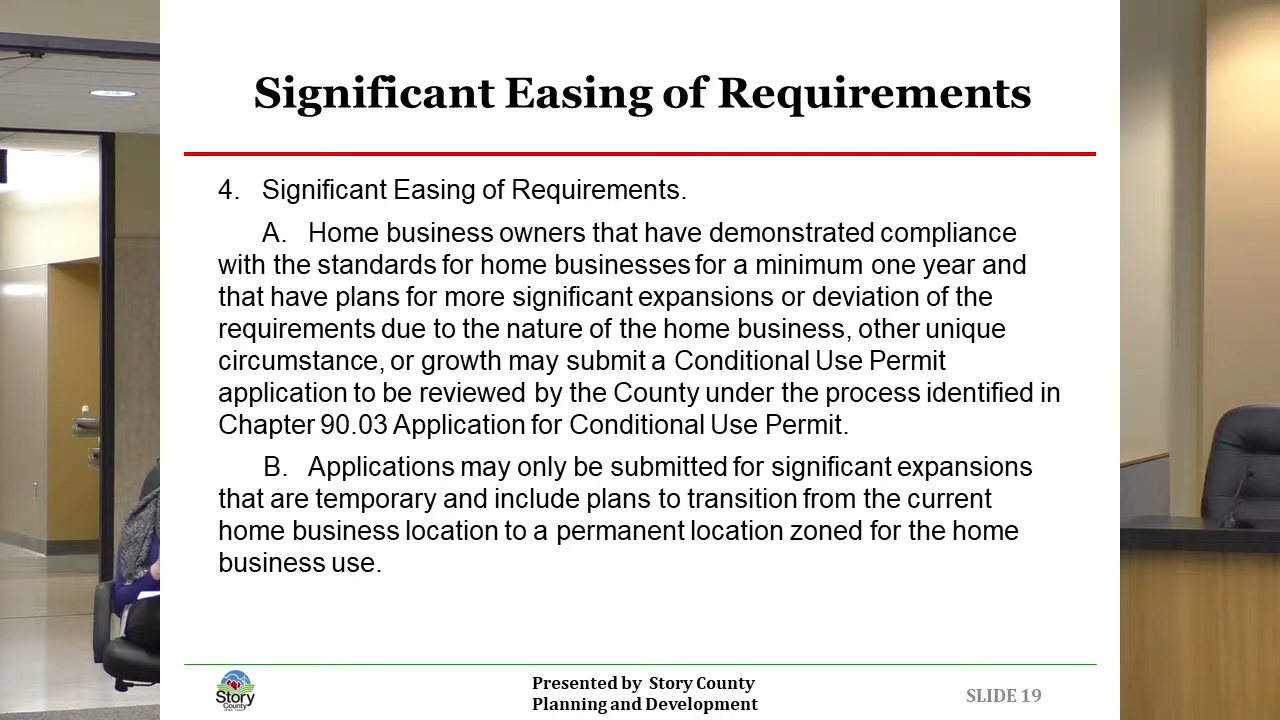 Significant Easing of Requirements
4. Significant Easing of Requirements.
A. Home business owners that have demonstrated compliance
with the standards for home businesses for a minimum one year and
that have plans for more significant expansions or deviation of the
requirements due to the nature of the home business, other unique
circumstance, or growth may submit a Conditional Use Permit
application to be reviewed by the County under the process identified in
Chapter 90.03 Application for Conditional Use Permit.
B. Applications may only be submitted for significant expansions
that are temporary and include plans to transition from the current
home business location to a permanent location zoned for the home
business use.
Story
County
Presented by Story County
Planning and Development
SLIDE 19